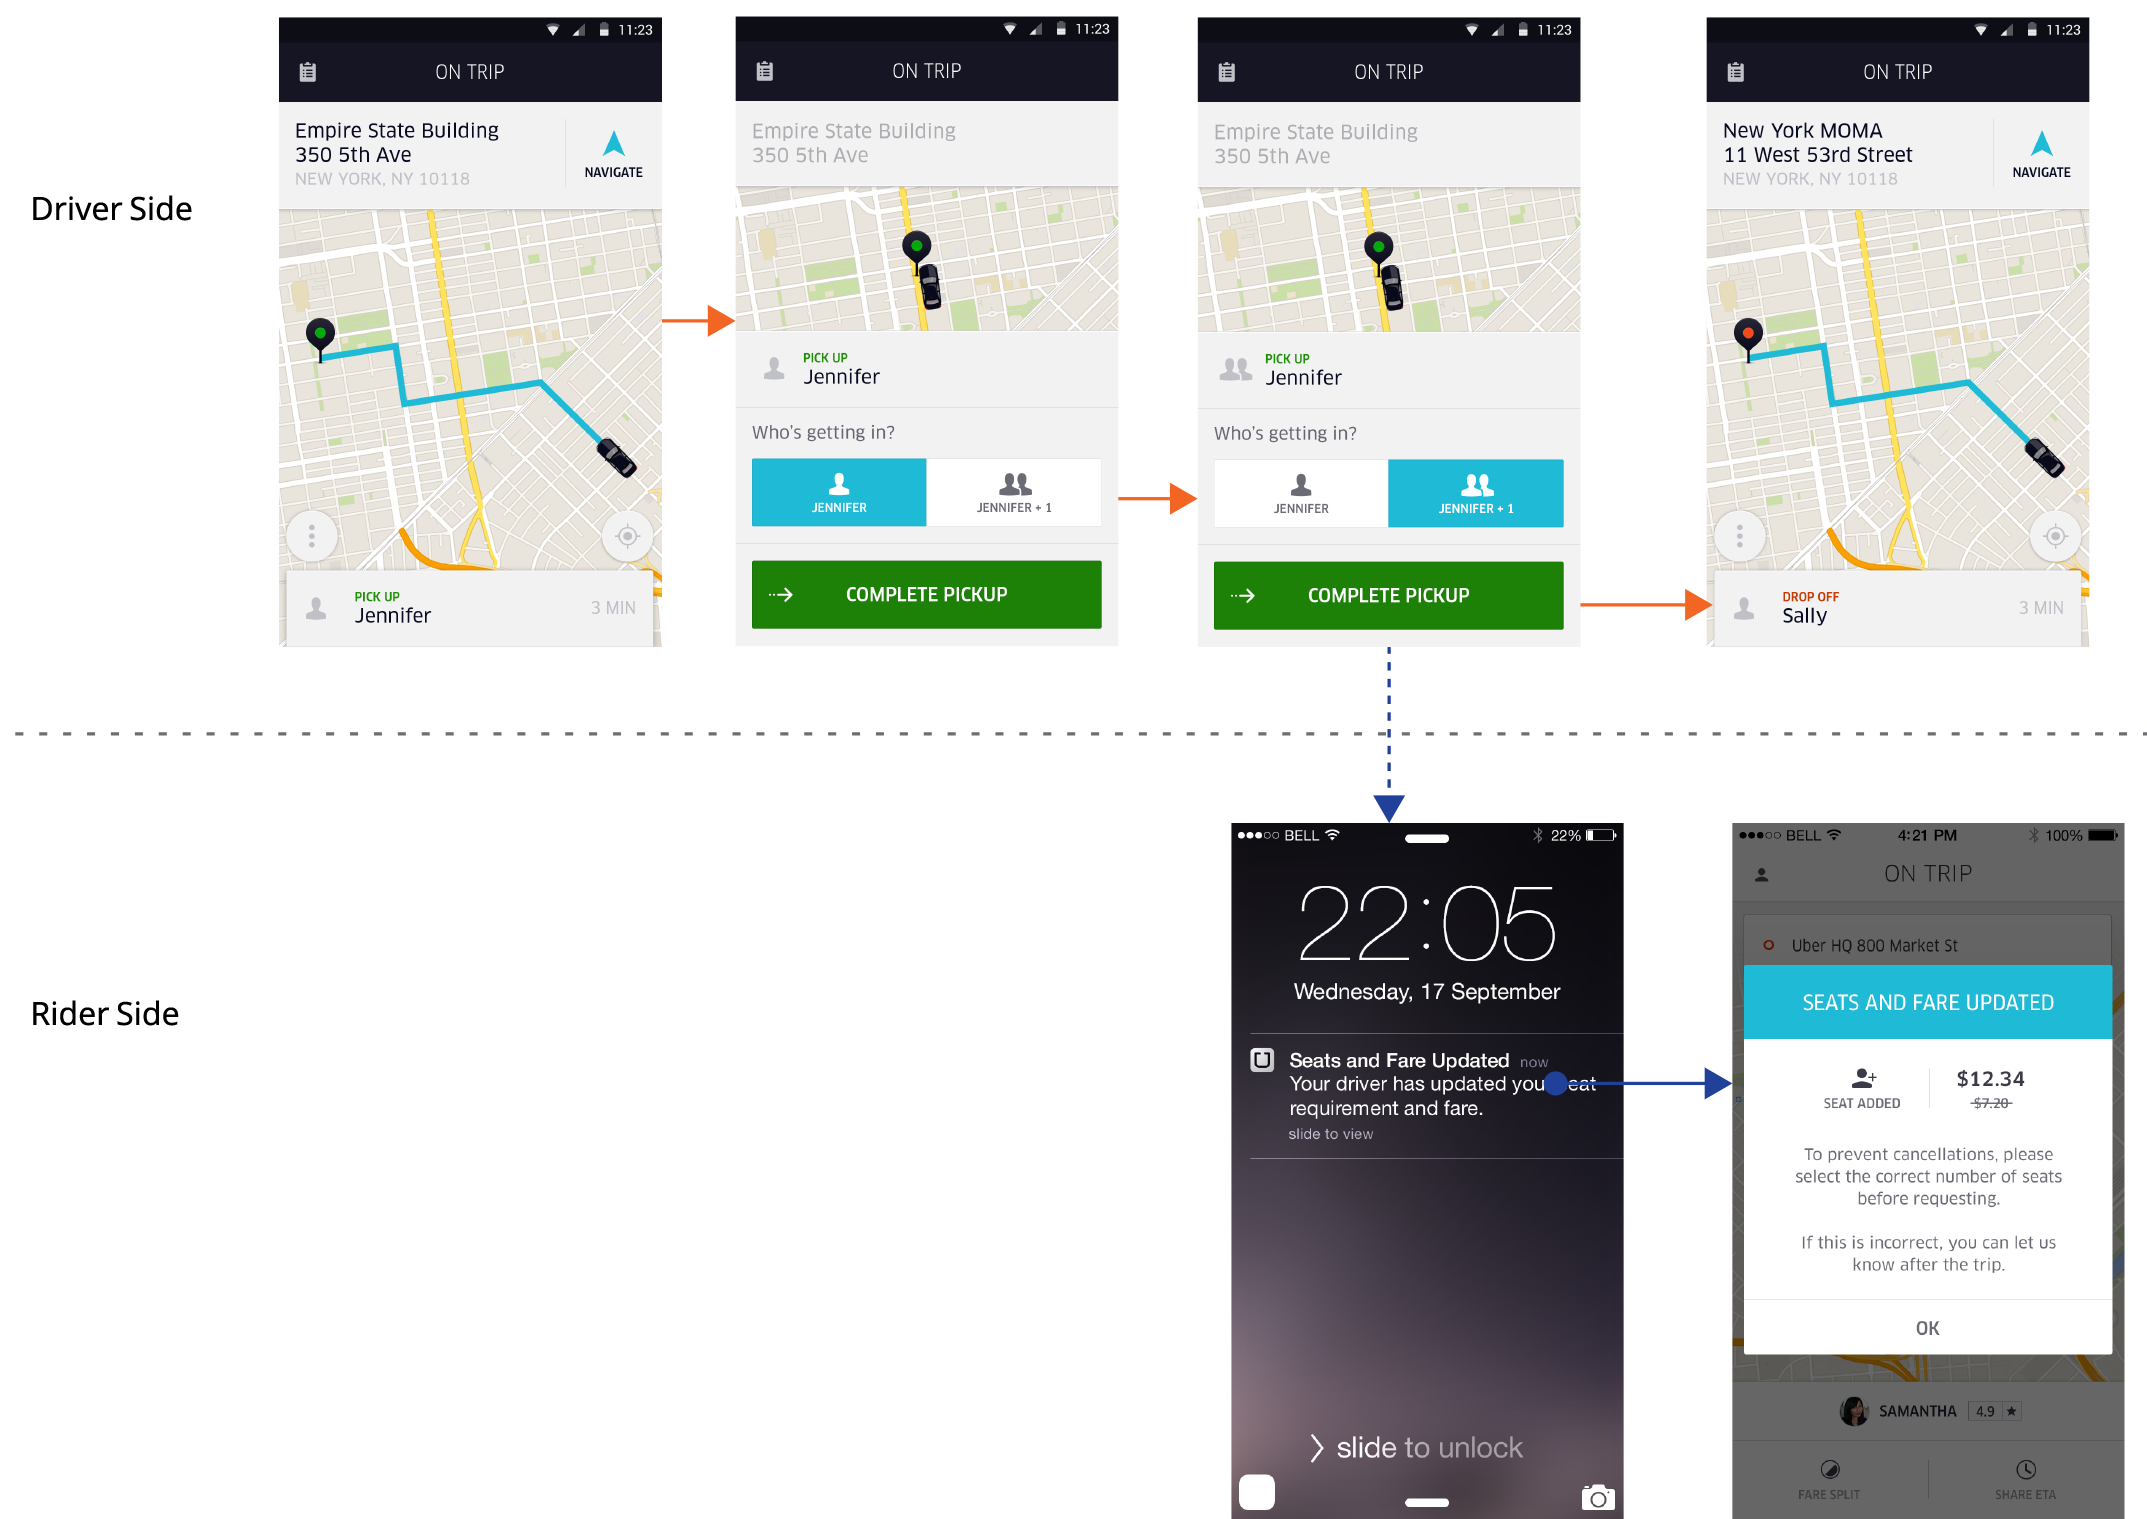 Driver Side
11:23
ON TRIP
Empire State Building
350 5th Ave
NEW YORK, NY 10118
NAVIGATE
PICK UP
Jennifer
3 MIN
11:23
ON TRIP
Empire State Building
350 5th Ave
PICK UP
Jennifer
Who's getting in?
JENNIFER
JENNIFER + 1
COMPLETE PICKUP
11:23
ON TRIP
Empire State Building
350 5th Ave
PICK UP
Jennifer
Who's getting in?
JENNIFER
JENNIFER + 1
COMPLETE PICKUP
11:23
ON TRIP
New York MOMA
11 West 53rd Street
NEW YORK, NY 10118
NAVIGATE
DROP OFF
Sally
3 MIN
Rider Side
BELL
22%
22:05
Wednesday, 17 September
Seats and Fare Updated now
Your driver has updated your seat
requirement and fare.
slide to view
slide to unlock
BELL
4:21 PM
100%
ON TRIP
Uber HQ 800 Market St
SEATS AND FARE UPDATED
SEAT ADDED
$12.34
$7.20
To prevent cancellations, please
select the correct number of seats
before requesting.
If this is incorrect, you can let us
know after the trip.
OK
SAMANTHA
4.9
FARE SPLIT
SHARE ETA